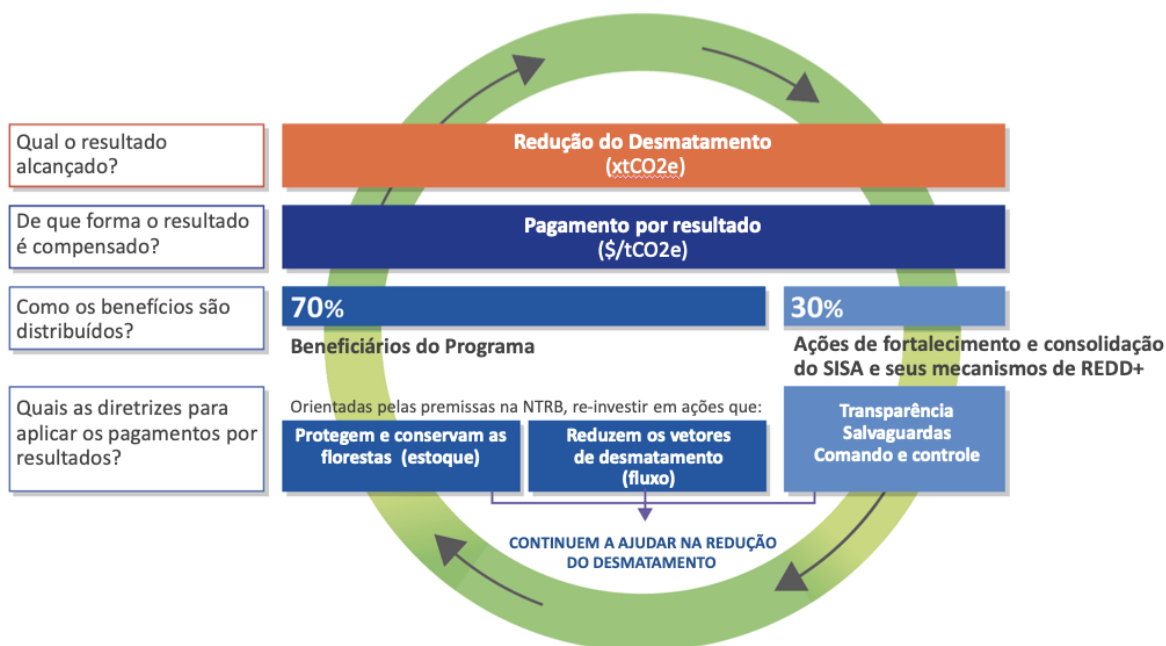 Qual o resultado
alcançado?
Redução do Desmatamento
(xtCO2e)
De que forma o resultado
é compensado?
Pagamento por resultado
($/tCO2e)
Como os benefícios são
distribuídos?
70%
Beneficiários do Programa
30%
Ações de fortalecimento e consolidação
do SISA e seus mecanismos de REDD+
Quais as diretrizes para
aplicar os pagamentos por
resultados?
Orientadas pelas premissas na NTRB, re-investir em ações que:
Protegem e conservam as
florestas (estoque)
Reduzem os vetores
de desmatamento
(fluxo)
Transparência
Salvaguardas
Comando e controle
CONTINUEM A AJUDAR NA REDUÇÃO
DO DESMATAMENTO